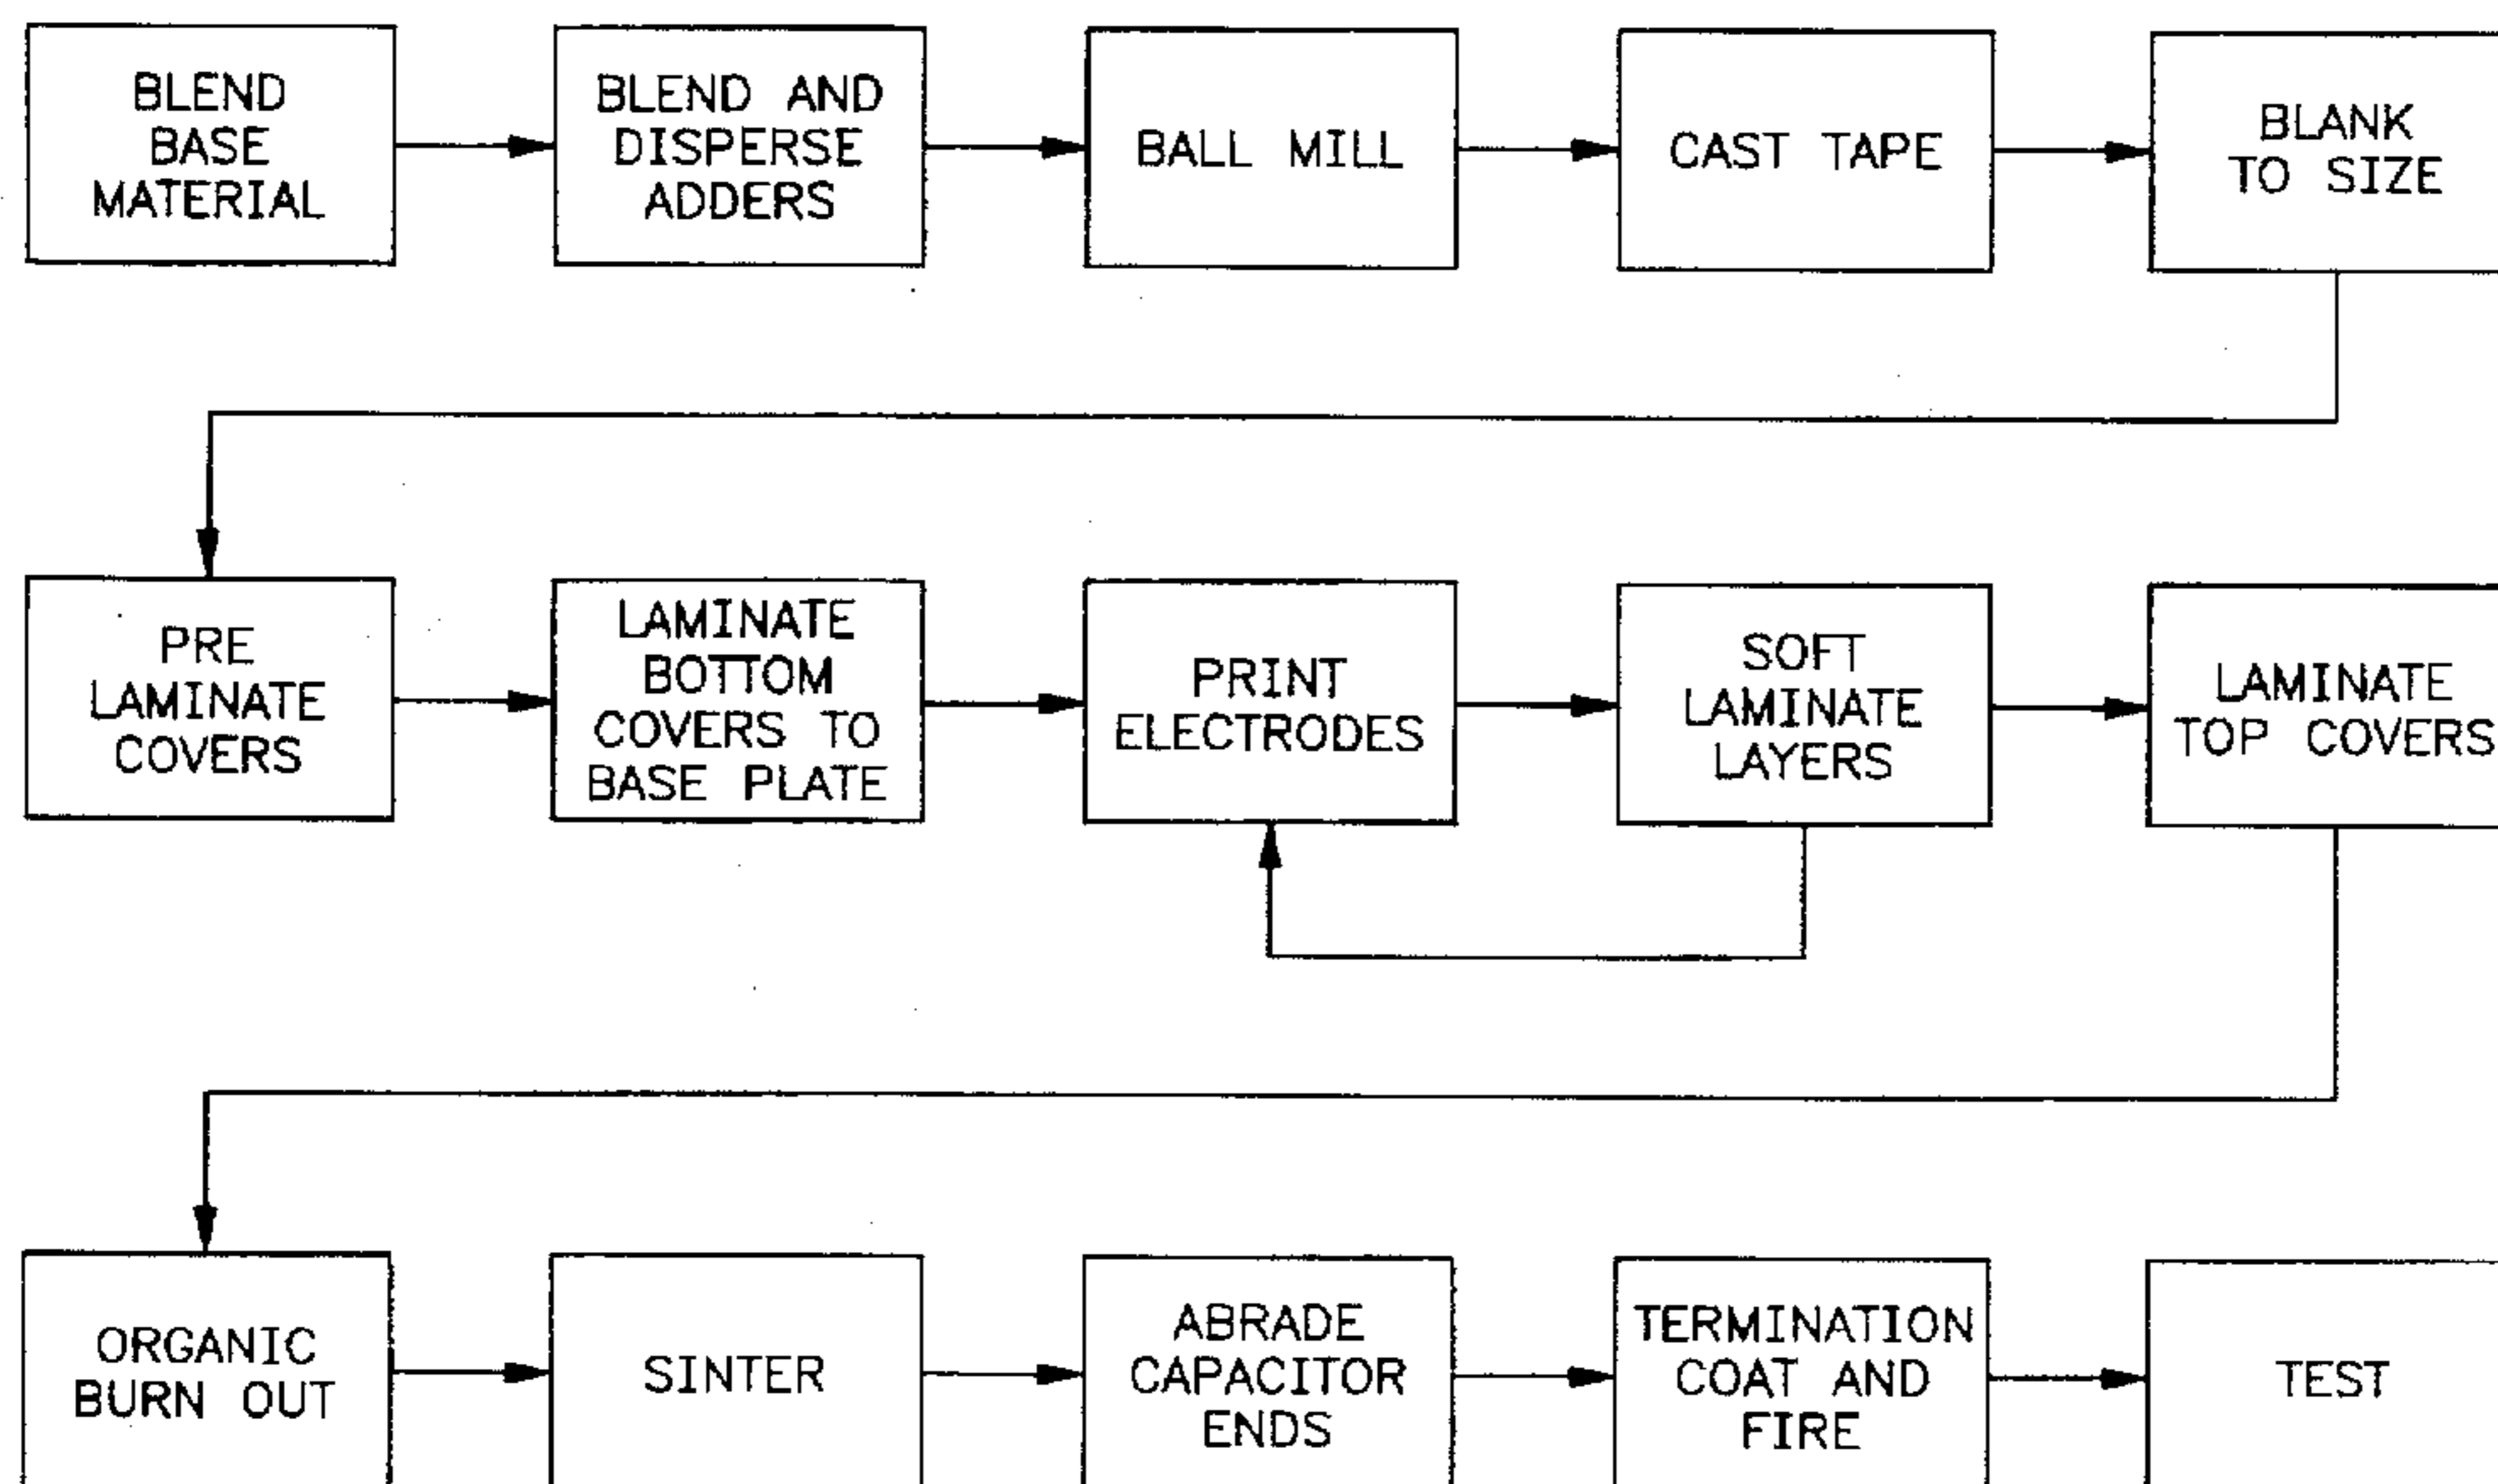 BLEND
BASE
MATERIAL
BLEND AND
DISPERSE
ADDERS
BALL MILL
CAST TAPE
BLANK
TO SIZE
PRE
LAMINATE
COVERS
LAMINATE
BOTTOM
COVERS TO
BASE PLATE
PRINT
ELECTRODES
SOFT
LAMINATE
LAYERS
LAMINATE
TOP COVERS
ORGANIC
BURN OUT
SINTER
ABRADE
CAPACITOR
ENDS
TERMINATION
COAT AND
FIRE
TEST